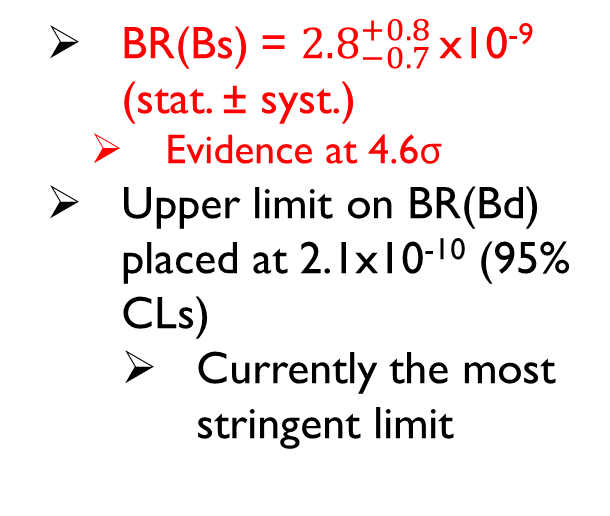 ➢ BR(Bs) = 2.8⁺⁰·⁸₋₀.₇ x10⁻⁹
(stat. ± syst.)
➢ Evidence at 4.6σ
➢ Upper limit on BR(Bd)
placed at 2.1x10⁻¹⁰ (95%
CLs)
➢ Currently the most
stringent limit